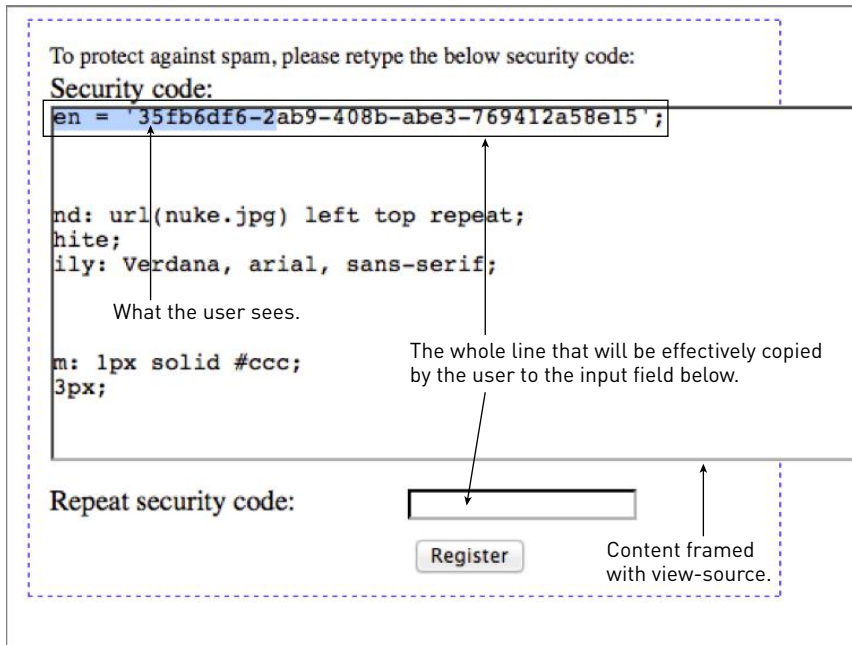 To protect against spam, please retype the below security code:
Security code:
en = '35fb6df6-2ab9-408b-abe3-769412a58e15';
nd: url(nuke.jpg) left top repeat;
hite;
ily: Verdana, arial, sans-serif;
What the user sees.
m: 1px solid #ccc;
3px;
The whole line that will be effectively copied
by the user to the input field below.
Repeat security code:
Register
Content framed
with view-source.